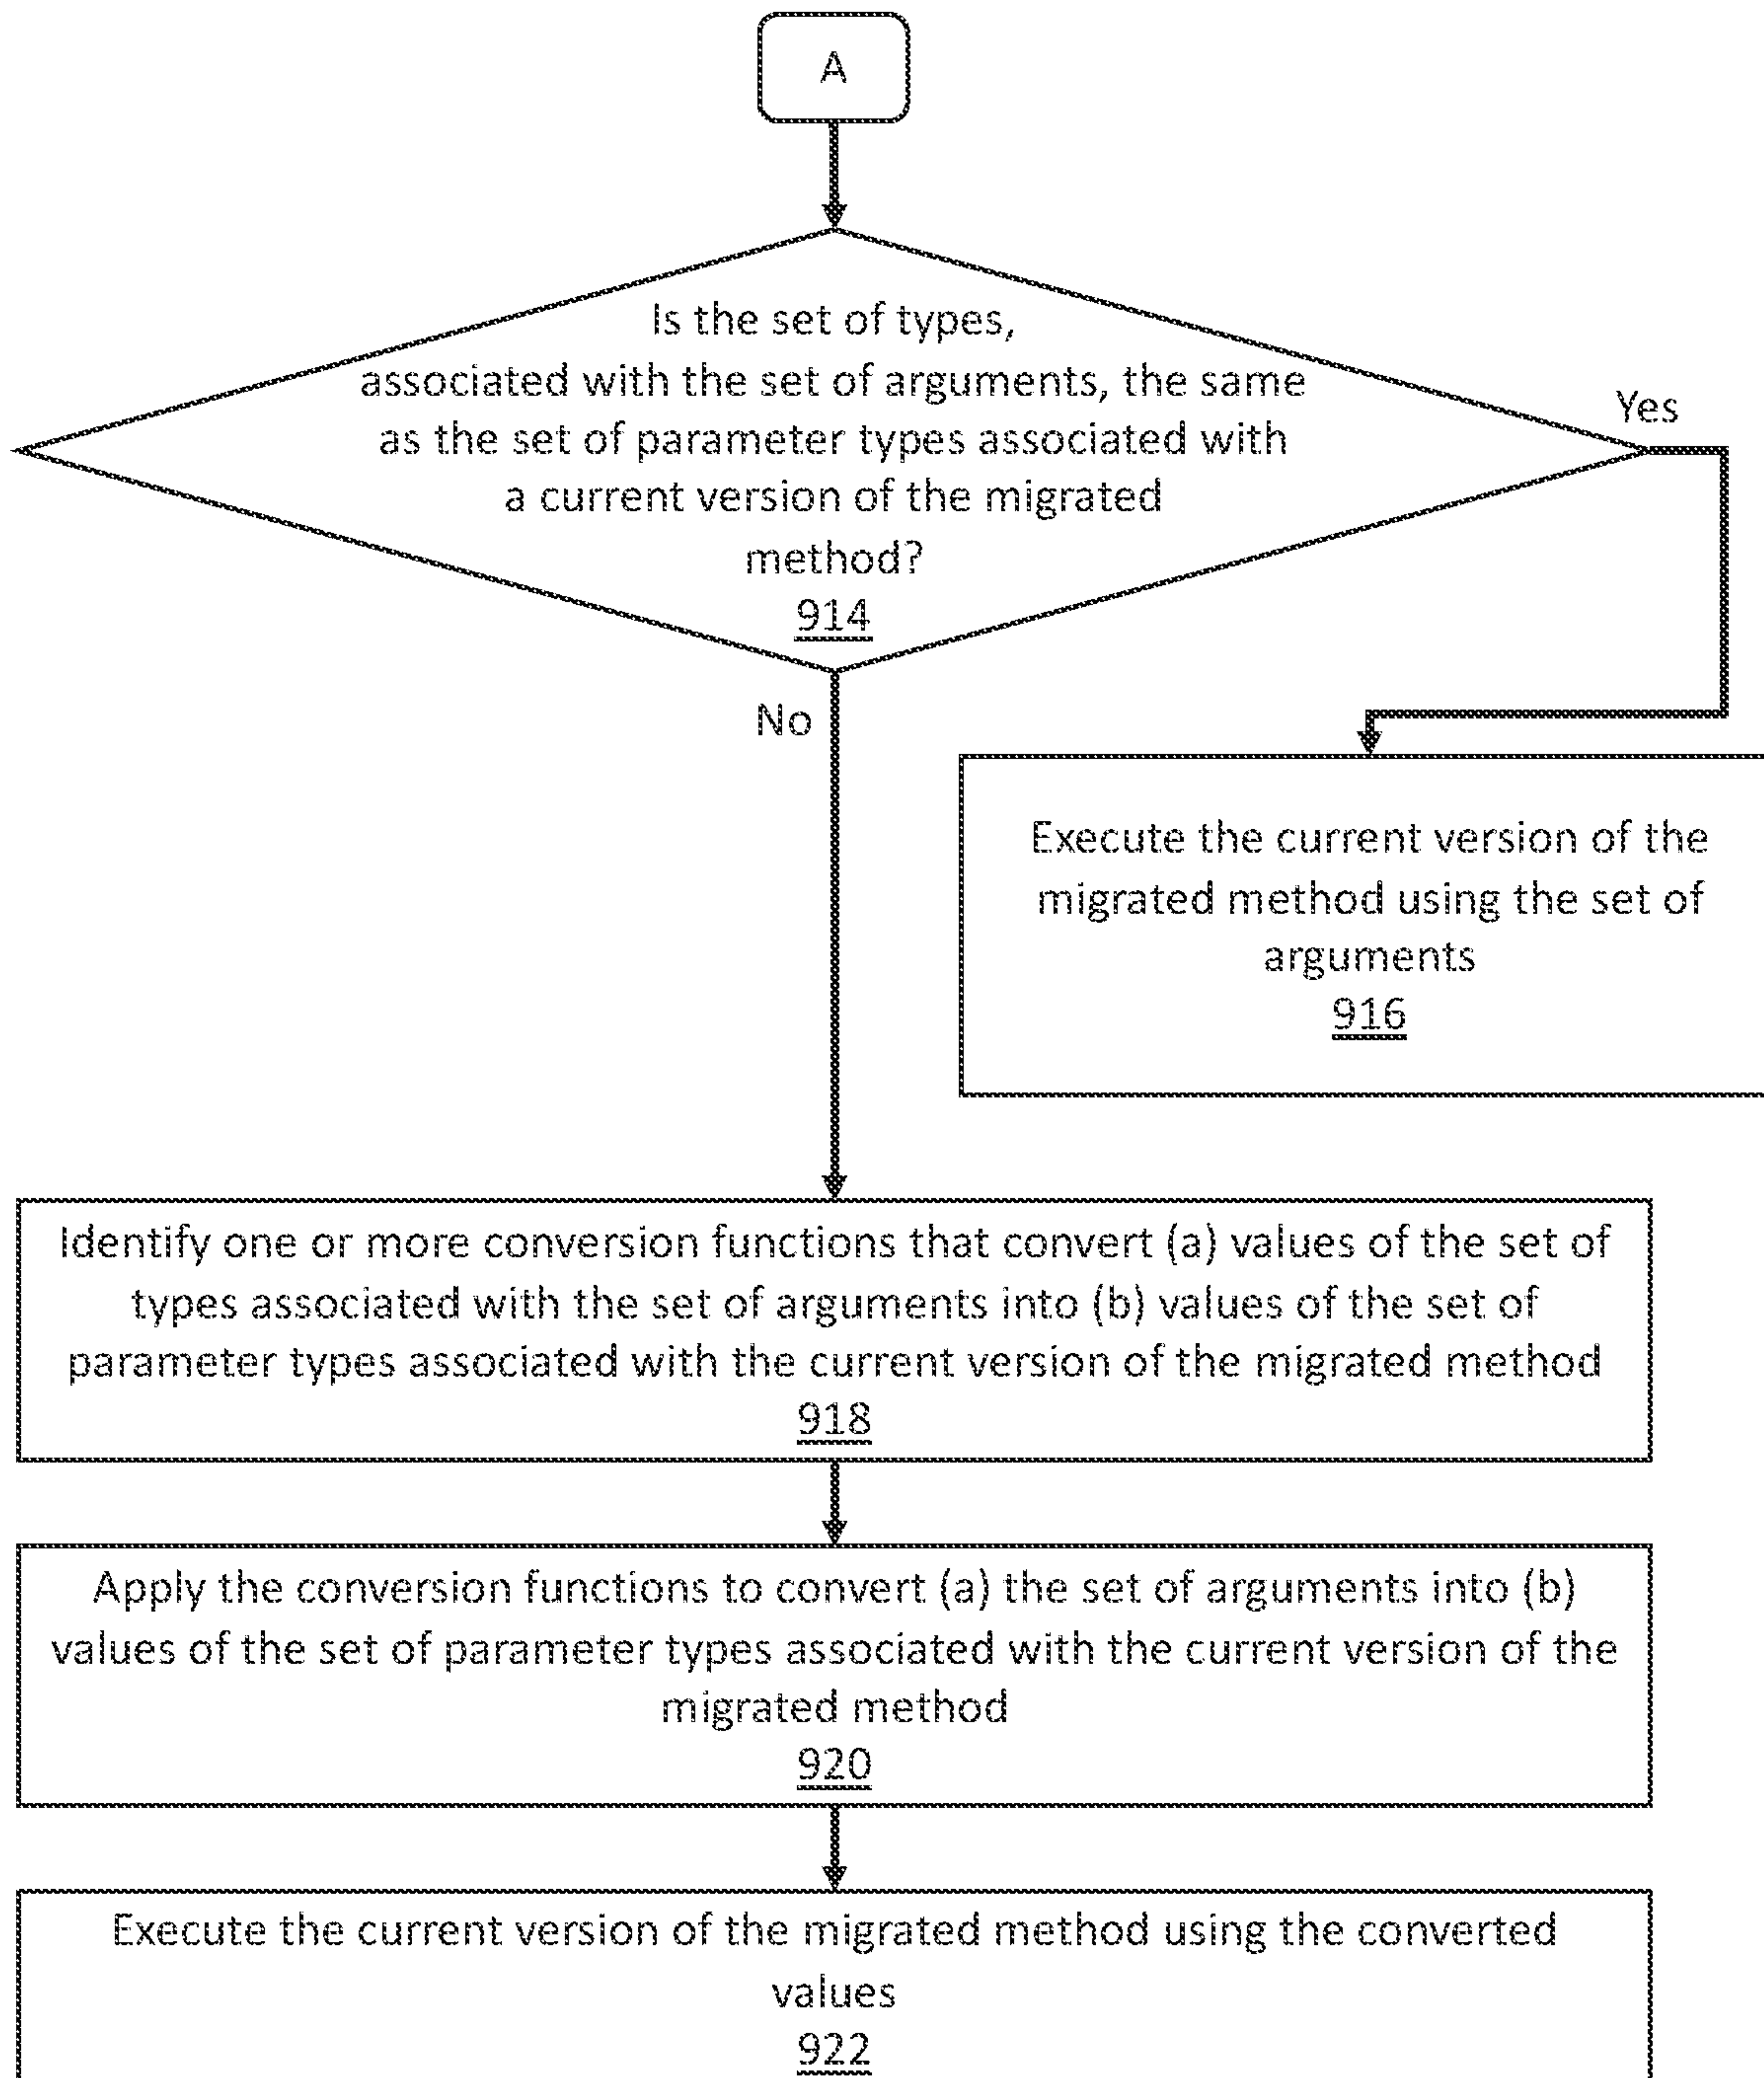 A
Is the set of types,
associated with the set of arguments, the same
as the set of parameter types associated with
a current version of the migrated
method?
914
Yes
No
Execute the current version of the
migrated method using the set of
arguments
916
Identify one or more conversion functions that convert (a) values of the set of
types associated with the set of arguments into (b) values of the set of
parameter types associated with the current version of the migrated method
918
Apply the conversion functions to convert (a) the set of arguments into (b)
values of the set of parameter types associated with the current version of the
migrated method
920
Execute the current version of the migrated method using the converted
values
922